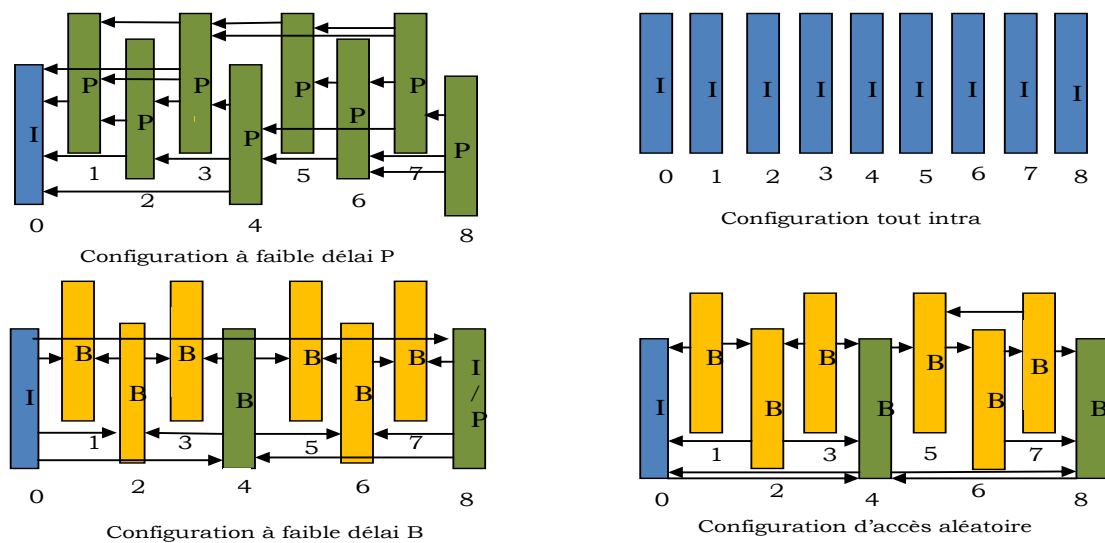 P P P P
I P P P P
1 3 5 7
2 6
0 4 8
Configuration à faible délai P
I I I I I I I I I
0 1 2 3 4 5 6 7 8
Configuration tout intra
B B B B
I B B B I/P
1 3 5 7
0 2 4 6 8
Configuration à faible délai B
B B B B
I B B B B
1 3 5 7
0 2 4 6 8
Configuration d'accès aléatoire